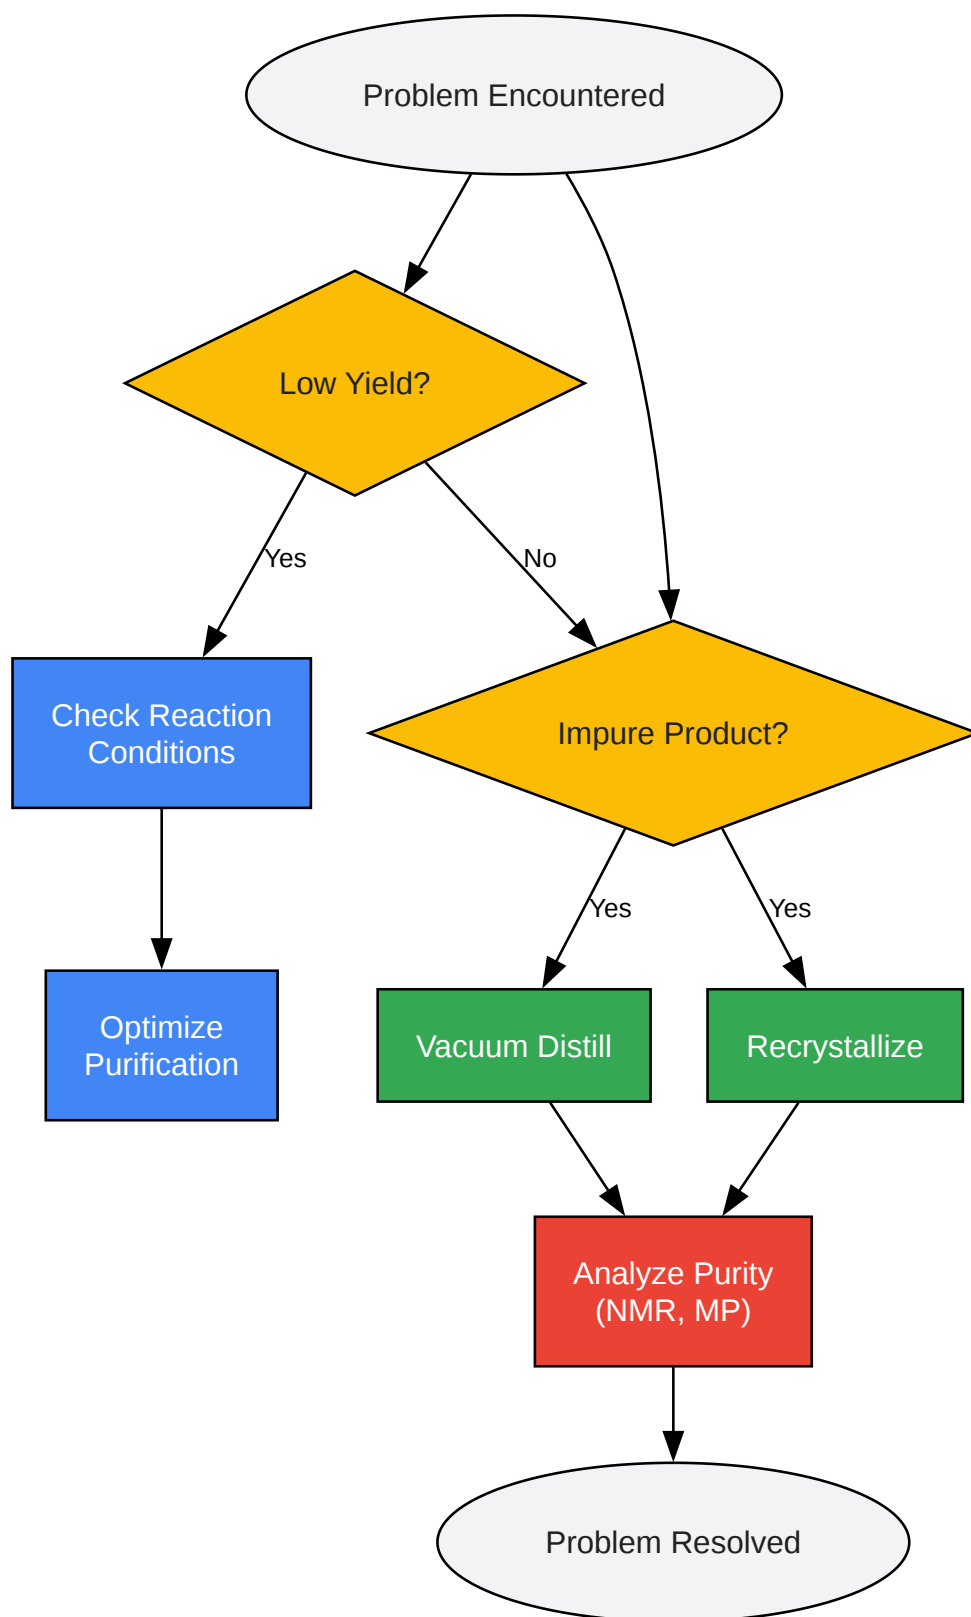 Problem Encountered
Low Yield?
Yes
No
Check Reaction
Conditions
Impure Product?
Yes
Yes
Optimize
Purification
Vacuum Distill
Recrystallize
Analyze Purity
(NMR, MP)
Problem Resolved